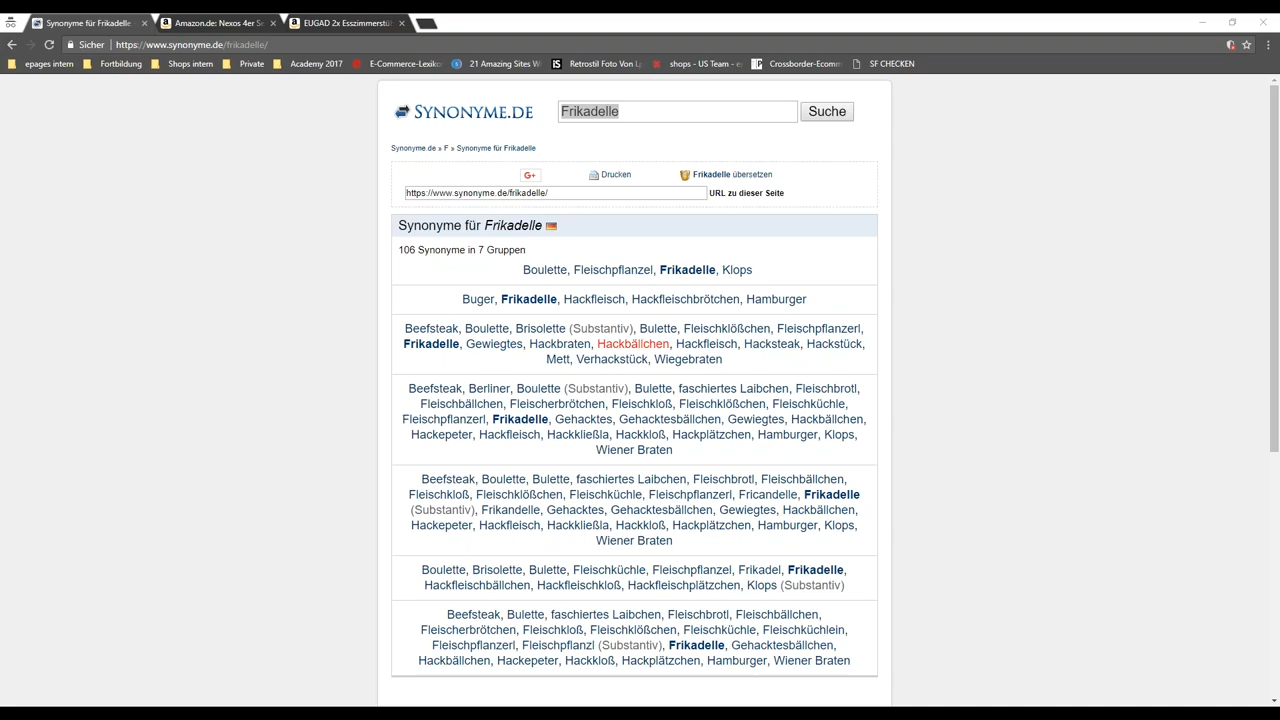 Synonyme für Frikadelle
Amazon.de: Nexos 4er Se
EUGAD 2x Esszimmerstüh
Sicher
https://www.synonyme.de/frikadelle/
epages intern
Fortbildung
Shops intern
Private
Academy 2017
E-Commerce-Lexiko
21 Amazing Sites W
Retrostil Foto Von L
shops - US Team - e
Crossborder-Ecomm
SF CHECKEN
SYNONYME.DE
Frikadelle
Suche
Synonyme.de » F » Synonyme für Frikadelle
G+
Drucken
Frikadelle übersetzen
https://www.synonyme.de/frikadelle/
URL zu dieser Seite
Synonyme für Frikadelle
106 Synonyme in 7 Gruppen
Boulette, Fleischpflanzel, Frikadelle, Klops
Buger, Frikadelle, Hackfleisch, Hackfleischbrötchen, Hamburger
Beefsteak, Boulette, Brisolette (Substantiv), Bulette, Fleischklößchen, Fleischpflanzerl,
Frikadelle, Gewiegtes, Hackbraten, Hackbällchen, Hackfleisch, Hacksteak, Hackstück,
Mett, Verhackstück, Wiegebraten
Beefsteak, Berliner, Boulette (Substantiv), Bulette, faschiertes Laibchen, Fleischbrotl,
Fleischbällchen, Fleischerbrötchen, Fleischkloß, Fleischklößchen, Fleischküchle,
Fleischpflanzerl, Frikadelle, Gehacktes, Gehacktesbällchen, Gewiegtes, Hackbällchen,
Hackepeter, Hackfleisch, Hackkließla, Hackkloß, Hackplätzchen, Hamburger, Klops,
Wiener Braten
Beefsteak, Boulette, Bulette, faschiertes Laibchen, Fleischbrotl, Fleischbällchen,
Fleischkloß, Fleischklößchen, Fleischküchle, Fleischpflanzerl, Fricandelle, Frikadelle
(Substantiv), Frikandelle, Gehacktes, Gehacktesbällchen, Gewiegtes, Hackbällchen,
Hackepeter, Hackfleisch, Hackkließla, Hackkloß, Hackplätzchen, Hamburger, Klops,
Wiener Braten
Boulette, Brisolette, Bulette, Fleischküchle, Fleischpflanzel, Frikadel, Frikadelle,
Hackfleischbällchen, Hackfleischkloß, Hackfleischplätzchen, Klops (Substantiv)
Beefsteak, Bulette, faschiertes Laibchen, Fleischbrotl, Fleischbällchen,
Fleischerbrötchen, Fleischkloß, Fleischklößchen, Fleischküchle, Fleischküchlein,
Fleischpflanzerl, Fleischpflanzl (Substantiv), Frikadelle, Gehacktesbällchen,
Hackbällchen, Hackepeter, Hackkloß, Hackplätzchen, Hamburger, Wiener Braten